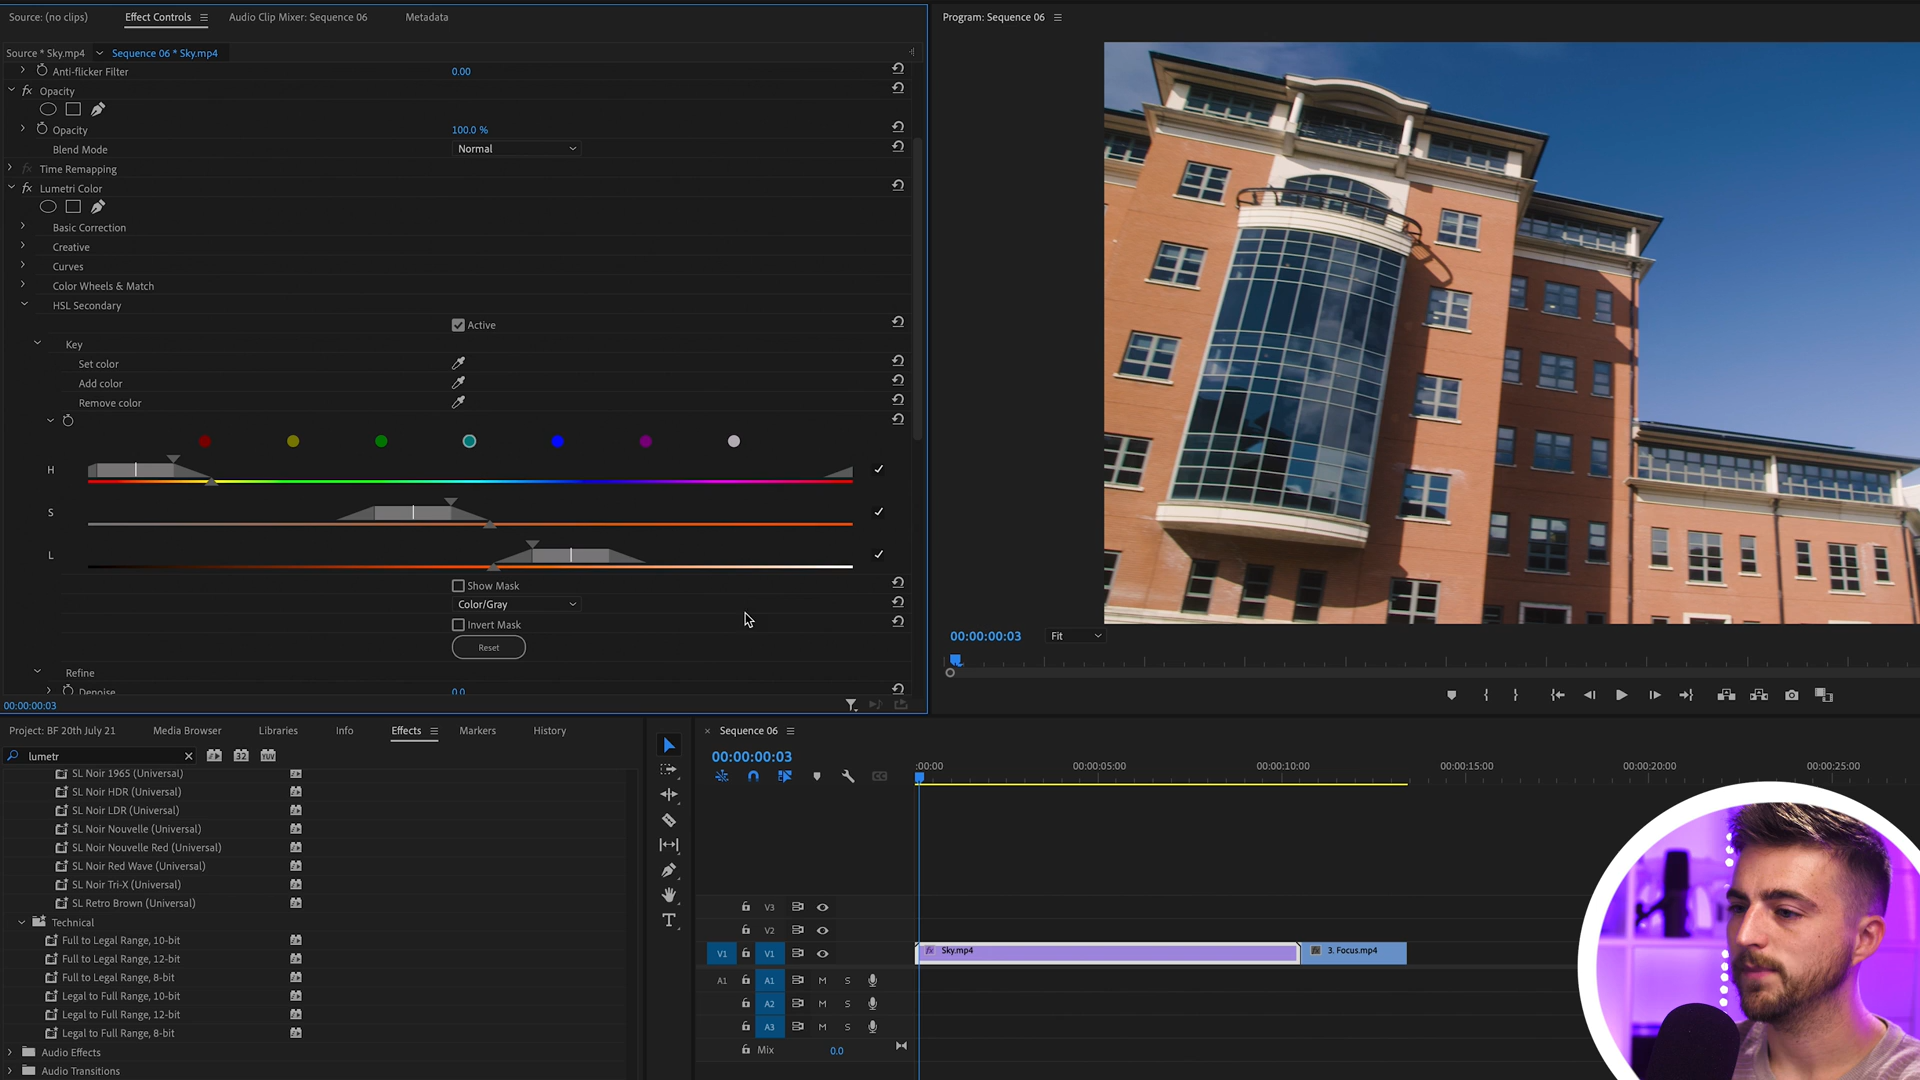 Source: (no clips)
Effect Controls
Audio Clip Mixer: Sequence 06
Metadata
Program: Sequence 06
Source * Sky.mp4
Sequence 06 * Sky.mp4
Anti-flicker Filter 0.00
fx Opacity
Opacity 100.0 %
Blend Mode Normal
fx Time Remapping
fx Lumetri Color
Basic Correction
Creative
Curves
Color Wheels & Match
HSL Secondary
Active
Key
Set color
Add color
Remove color
H
S
L
Show Mask
Color/Gray
Invert Mask
Reset
Refine
Denoise 0.0
00:00:00:03
00:00:00:03 Fit
Project: BF 20th July 21
Media Browser
Libraries
Info
Effects
Markers
History
lumetr
32
YUV
SL Noir 1965 (Universal)
SL Noir HDR (Universal)
SL Noir LDR (Universal)
SL Noir Nouvelle (Universal)
SL Noir Nouvelle Red (Universal)
SL Noir Red Wave (Universal)
SL Noir Tri-X (Universal)
SL Retro Brown (Universal)
Technical
Full to Legal Range, 10-bit
Full to Legal Range, 12-bit
Full to Legal Range, 8-bit
Legal to Full Range, 10-bit
Legal to Full Range, 12-bit
Legal to Full Range, 8-bit
Audio Effects
Audio Transitions
Sequence 06
00:00:00:03
:00:00
00:00:05:00
00:00:10:00
00:00:15:00
00:00:20:00
00:00:25:00
V3
V2
V1 V1
fx Sky.mp4
fx 3. Focus.mp4
A1 A1 M S
A2 M S
A3 M S
Mix 0.0